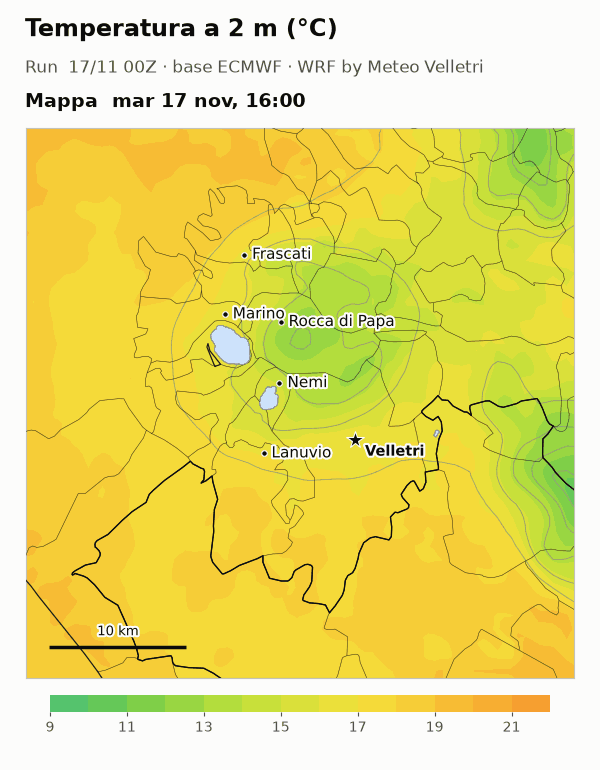 Temperatura a 2 m (°C)
Run  17/11 00Z · base ECMWF · WRF by Meteo Velletri
Mappa  mar 17 nov, 16:00
Frascati
Marino
Rocca di Papa
Nemi
Velletri
Lanuvio
10 km
9 11 13 15 17 19 21